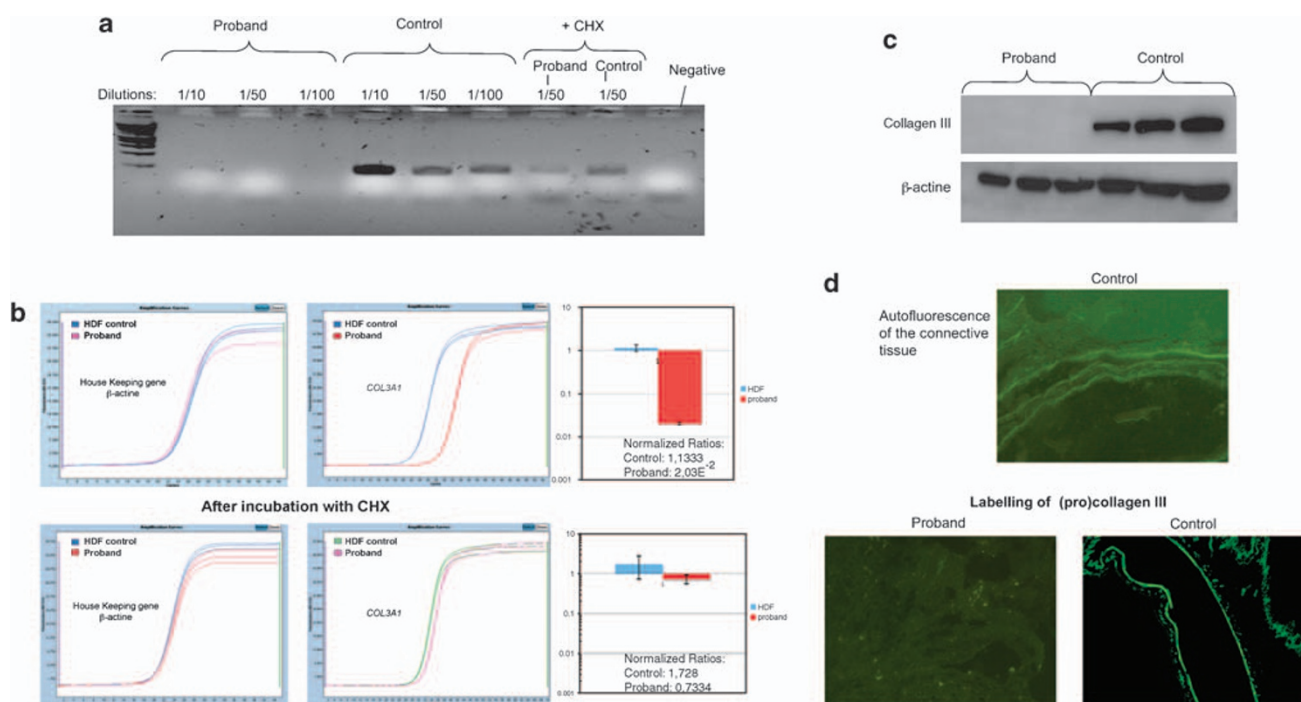 a
Proband
Control
+ CHX
Proband
Control
Negative
Dilutions:
1/10
1/50
1/100
1/10
1/50
1/100
1/50
1/50
b
HDF control
Proband
House Keeping gene
β-actine
HDF control
Proband
COL3A1
10
1
0.1
0.01
0.001
HDF
proband
Normalized Ratios:
Control: 1,1333
Proband: 2,03E-2
After incubation with CHX
HDF control
Proband
House Keeping gene
β-actine
HDF control
Proband
COL3A1
10
1
0.1
0.01
0.001
HDF
proband
Normalized Ratios:
Control: 1,728
Proband: 0,7334
c
Proband
Control
Collagen III
β-actine
d
Control
Autofluorescence
of the connective
tissue
Labelling of (pro)collagen III
Proband
Control